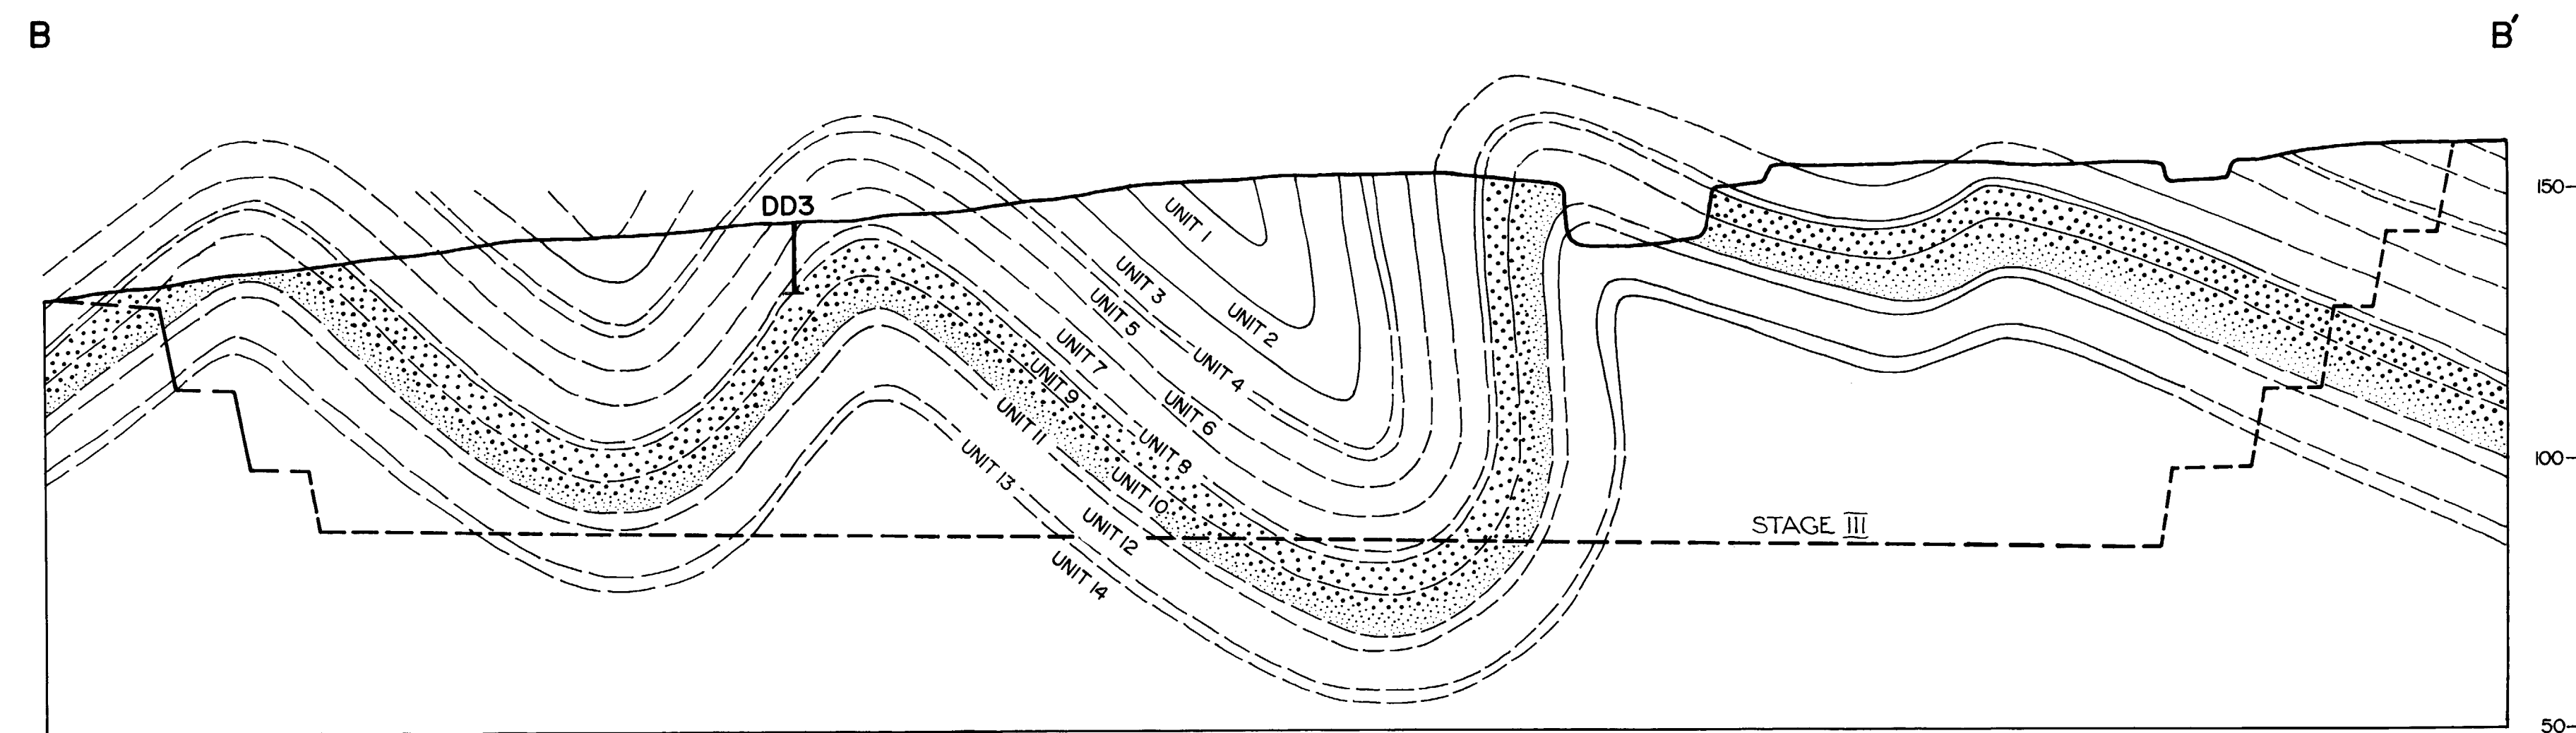 B B′
DD3
150-
UNIT 1
UNIT 3
UNIT 2
UNIT 5
UNIT 4
UNIT 7
UNIT 9
UNIT 6
UNIT 11
UNIT 8
100-
UNIT 13
UNIT 10
UNIT 12
STAGE III
UNIT 14
50-